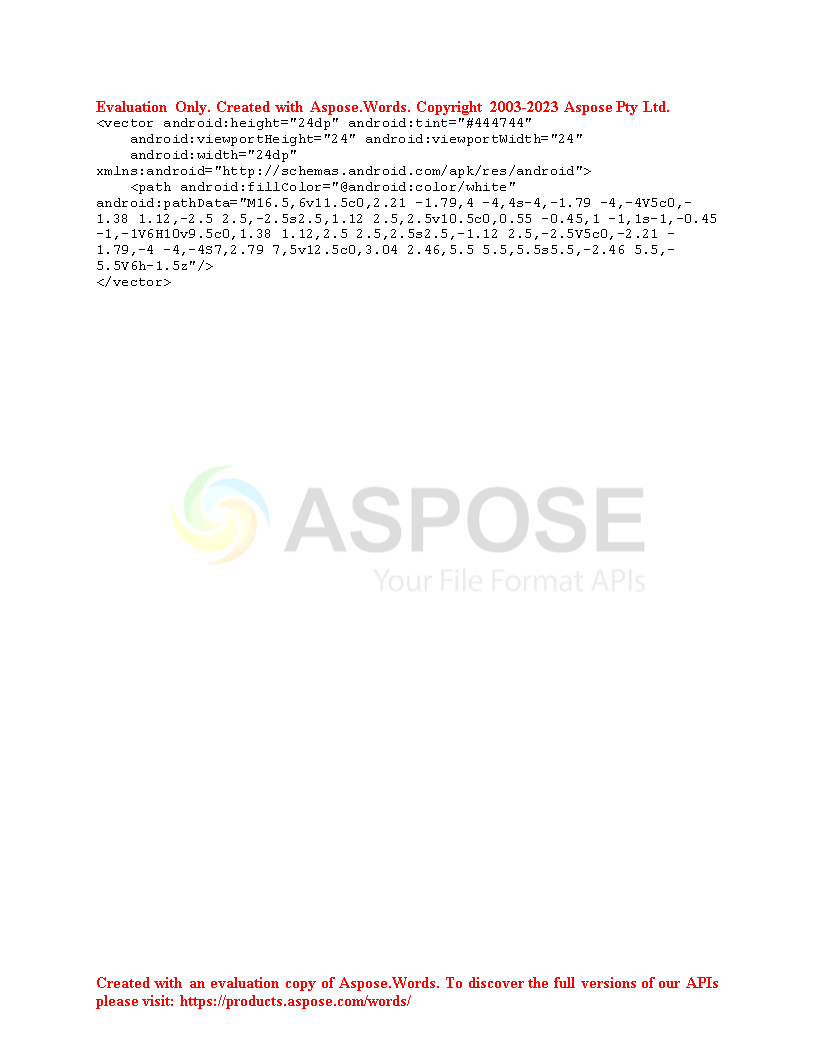 Evaluation Only. Created with Aspose.Words. Copyright 2003-2023 Aspose Pty Ltd.
<vector android:height="24dp" android:tint="#444744"
    android:viewportHeight="24" android:viewportWidth="24"
    android:width="24dp"
xmlns:android="http://schemas.android.com/apk/res/android">
    <path android:fillColor="@android:color/white"
android:pathData="M16.5,6v11.5c0,2.21 -1.79,4 -4,4s-4,-1.79 -4,-4V5c0,-
1.38 1.12,-2.5 2.5,-2.5s2.5,1.12 2.5,2.5v10.5c0,0.55 -0.45,1 -1,1s-1,-0.45
-1,-1V6H10v9.5c0,1.38 1.12,2.5 2.5,2.5s2.5,-1.12 2.5,-2.5V5c0,-2.21 -
1.79,-4 -4,-4S7,2.79 7,5v12.5c0,3.04 2.46,5.5 5.5,5.5s5.5,-2.46 5.5,-
5.5V6h-1.5z"/>
</vector>
ASPOSE
Your File Format APIs
Created with an evaluation copy of Aspose.Words. To discover the full versions of our APIs
please visit: https://products.aspose.com/words/